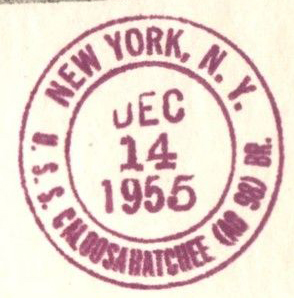 NEW YORK, N. Y.
DEC
14
1955
U. S. S. CALOOSAHATCHEE (AO 98) BR.